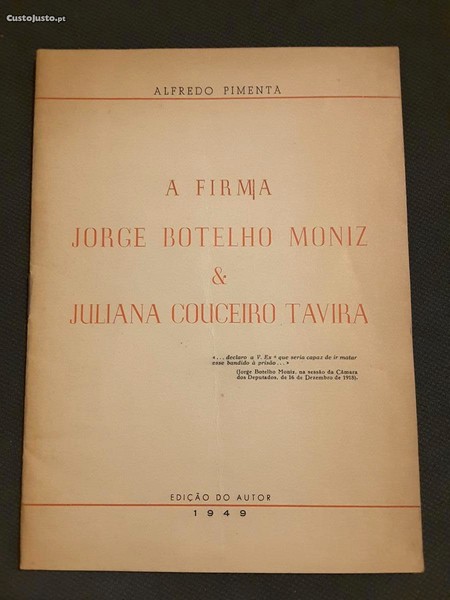 CustoJusto.pt
ALFREDO PIMENTA
A FIRMA
JORGE BOTELHO MONIZ
&
JULIANA COUCEIRO TAVIRA
«... declaro a V. Ex.ª que seria capaz de ir matar
esse bandido à prisão...»
(Jorge Botelho Moniz, na sessão da Câmara
dos Deputados, de 16 de Dezembro de 1918).
EDIÇÃO DO AUTOR
1949